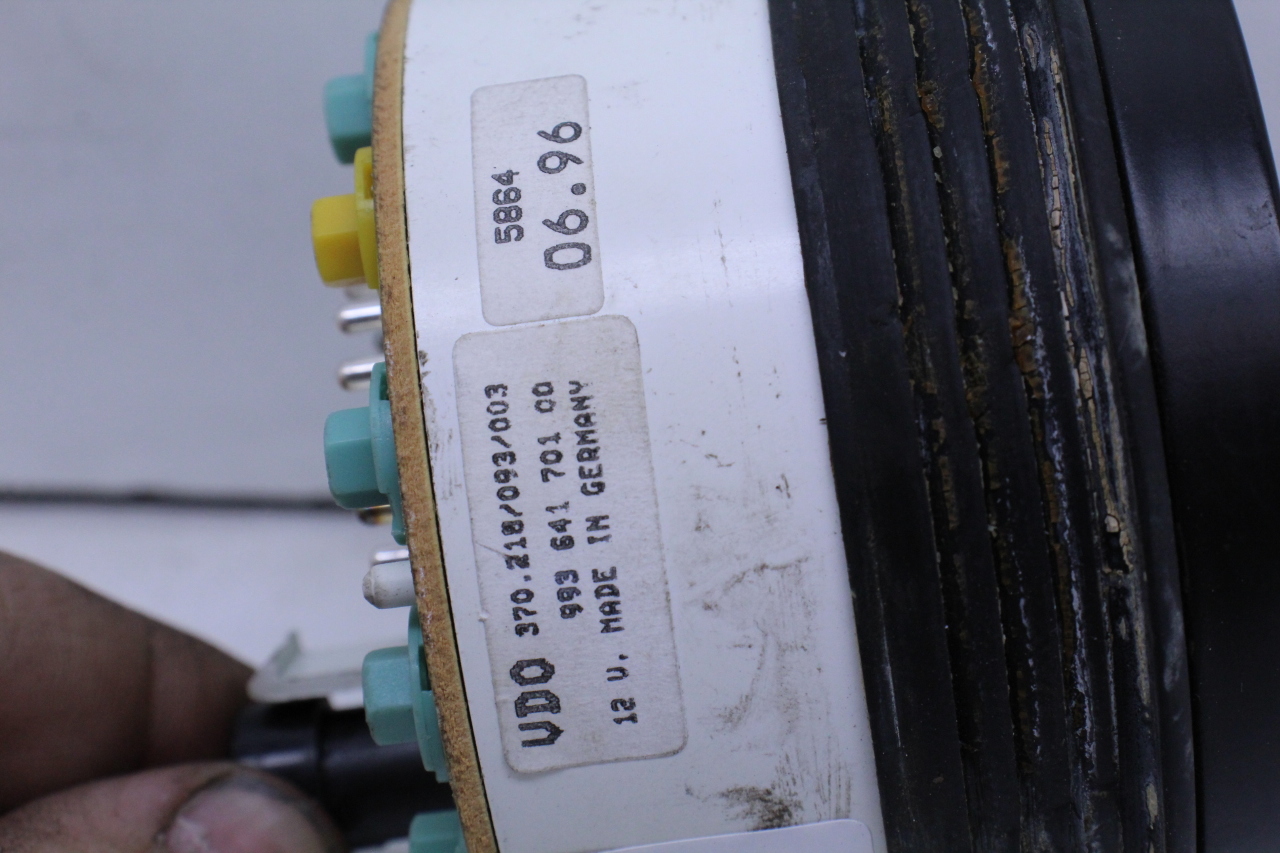 5864
06.96
VDO 370.218/093/003
993 641 701 00
12 V. MADE IN GERMANY